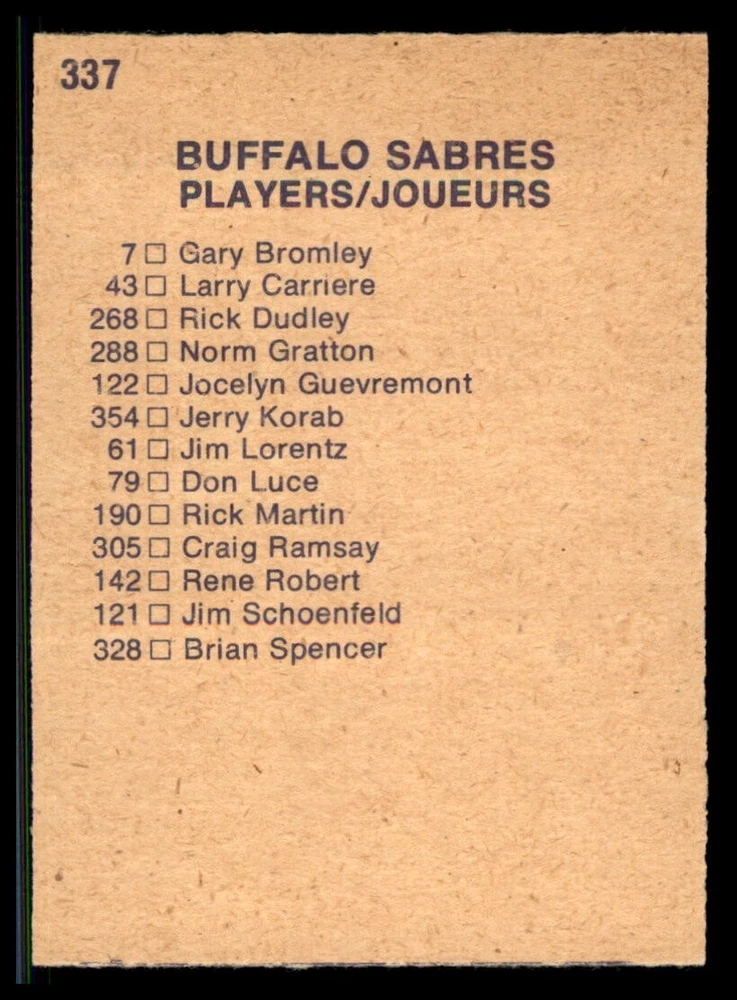 337
BUFFALO SABRES
PLAYERS/JOUEURS
7 □ Gary Bromley
43 □ Larry Carriere
268 □ Rick Dudley
288 □ Norm Gratton
122 □ Jocelyn Guevremont
354 □ Jerry Korab
61 □ Jim Lorentz
79 □ Don Luce
190 □ Rick Martin
305 □ Craig Ramsay
142 □ Rene Robert
121 □ Jim Schoenfeld
328 □ Brian Spencer